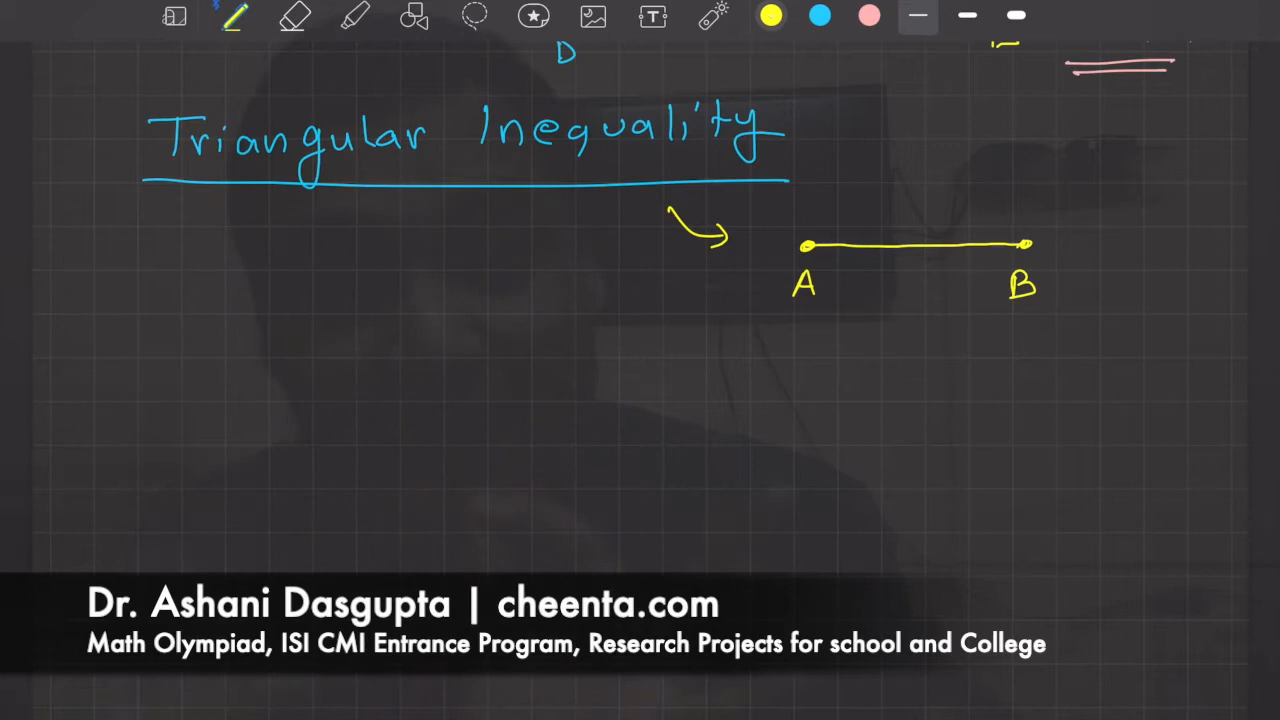 D
Triangular Inequality
A B
Dr. Ashani Dasgupta | cheenta.com
Math Olympiad, ISI CMI Entrance Program, Research Projects for school and College